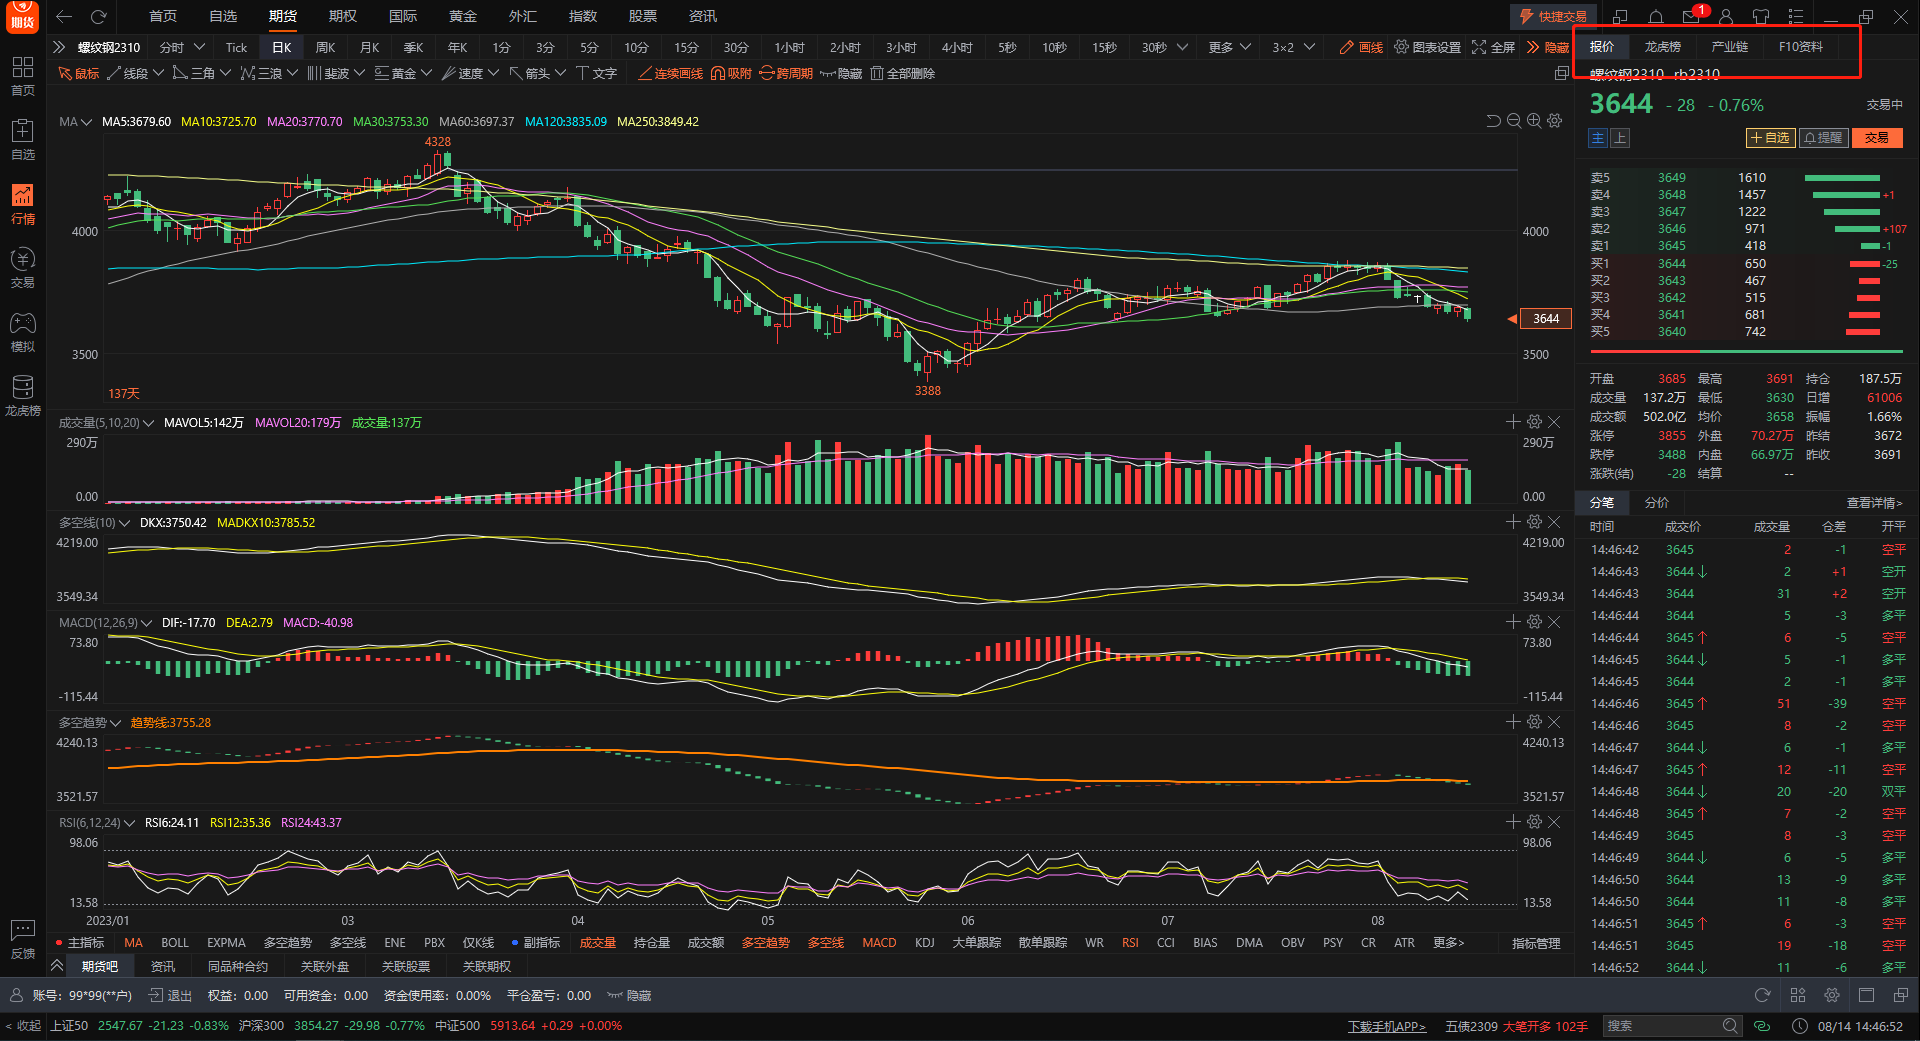 期货 首页 自选 期货 期权 国际 黄金 外汇 指数 股票 资讯 快捷交易 1
螺纹钢2310 分时 Tick 日K 周K 月K 季K 年K 1分 3分 5分 10分 15分 30分 1小时 2小时 3小时 4小时 5秒 10秒 15秒 30秒 更多 3×2 画线 图表设置 全屏 隐藏 报价 龙虎榜 产业链 F10资料
鼠标 线段 三角 三浪 斐波 黄金 速度 箭头 文字 连续画线 吸附 跨周期 隐藏 全部删除
首页
自选
行情
交易
模拟
龙虎榜
反馈
MA MA5:3679.60 MA10:3725.70 MA20:3770.70 MA30:3753.30 MA60:3697.37 MA120:3835.09 MA250:3849.42
4328
4000 4000
3644
3500 3500
137天 3388
成交量(5,10,20) MAVOL5:142万 MAVOL20:179万 成交量:137万
290万 290万
0.00 0.00
多空线(10) DKX:3750.42 MADKX10:3785.52
4219.00 4219.00
3549.34 3549.34
MACD(12,26,9) DIF:-17.70 DEA:2.79 MACD:-40.98
73.80 73.80
-115.44 -115.44
多空趋势 趋势线:3755.28
4240.13 4240.13
3521.57 3521.57
RSI(6,12,24) RSI6:24.11 RSI12:35.36 RSI24:43.37
98.06 98.06
13.58 13.58
2023/01 03 04 05 06 07 08
主指标 MA BOLL EXPMA 多空趋势 多空线 ENE PBX 仅K线 副指标 成交量 持仓量 成交额 多空趋势 多空线 MACD KDJ 大单跟踪 散单跟踪 WR RSI CCI BIAS DMA OBV PSY CR ATR 更多> 指标管理
期货吧 资讯 同品种合约 关联外盘 关联股票 关联期权
螺纹钢2310 rb2310
3644 -28 -0.76% 交易中
主 上 +自选 提醒 交易
卖5 3649 1610
卖4 3648 1457 +1
卖3 3647 1222
卖2 3646 971 +107
卖1 3645 418 -1
买1 3644 650 -25
买2 3643 467
买3 3642 515
买4 3641 681
买5 3640 742
开盘 3685 最高 3691 持仓 187.5万
成交量 137.2万 最低 3630 日增 61006
成交额 502.0亿 均价 3658 振幅 1.66%
涨停 3855 外盘 70.27万 昨结 3672
跌停 3488 内盘 66.97万 昨收 3691
涨跌(结) -28 结算 --
分笔 分价 查看详情>
时间 成交价 成交量 仓差 开平
14:46:42 3645 2 -1 空平
14:46:43 3644↓ 2 +1 空开
14:46:43 3644 31 +2 空开
14:46:44 3644 5 -3 多平
14:46:44 3645↑ 6 -5 空平
14:46:45 3644↓ 5 -1 多平
14:46:45 3644 2 -1 多平
14:46:46 3645↑ 51 -39 空平
14:46:46 3645 8 -2 空平
14:46:47 3644↓ 6 -1 多平
14:46:47 3645↑ 12 -11 空平
14:46:48 3644↓ 20 -20 双平
14:46:48 3645↑ 7 -2 空平
14:46:49 3645 8 -3 空平
14:46:49 3644↓ 6 -5 多平
14:46:50 3644 13 -9 多平
14:46:50 3644 11 -8 多平
14:46:51 3645↑ 6 -3 空平
14:46:51 3645 19 -18 空平
14:46:52 3644↓ 11 -6 多平
账号: 99*99(**户) 退出 权益: 0.00 可用资金: 0.00 资金使用率: 0.00% 平仓盈亏: 0.00 隐藏
< 收起 上证50 2547.67 -21.23 -0.83% 沪深300 3854.27 -29.98 -0.77% 中证500 5913.64 +0.29 +0.00% 下载手机APP> 五债2309 大笔开多 102手 搜索 08/14 14:46:52